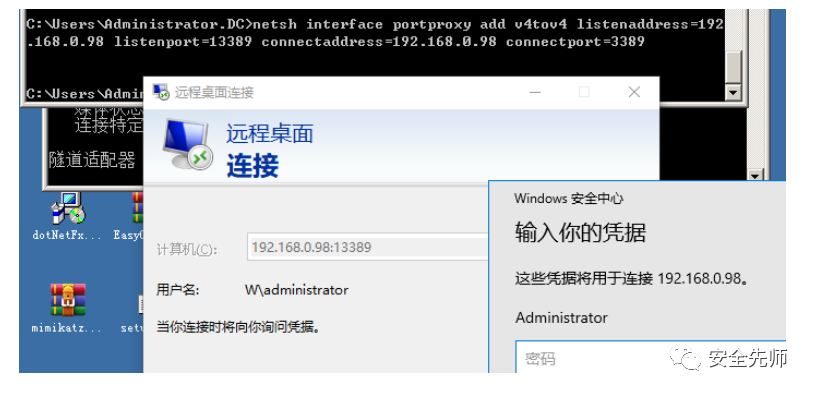 C:\Users\Administrator.DC>netsh interface portproxy add v4tov4 listenaddress=192
.168.0.98 listenport=13389 connectaddress=192.168.0.98 connectport=3389
C:\Users\Admi
远程桌面连接
媒体状态
连接特定
隧道适配器
远程桌面
连接
dotNetFx...
计算机(C):
192.168.0.98:13389
用户名:
W\administrator
当你连接时将向你询问凭据。
mimikatz...
Windows 安全中心
输入你的凭据
这些凭据将用于连接 192.168.0.98。
Administrator
密码
安全先师